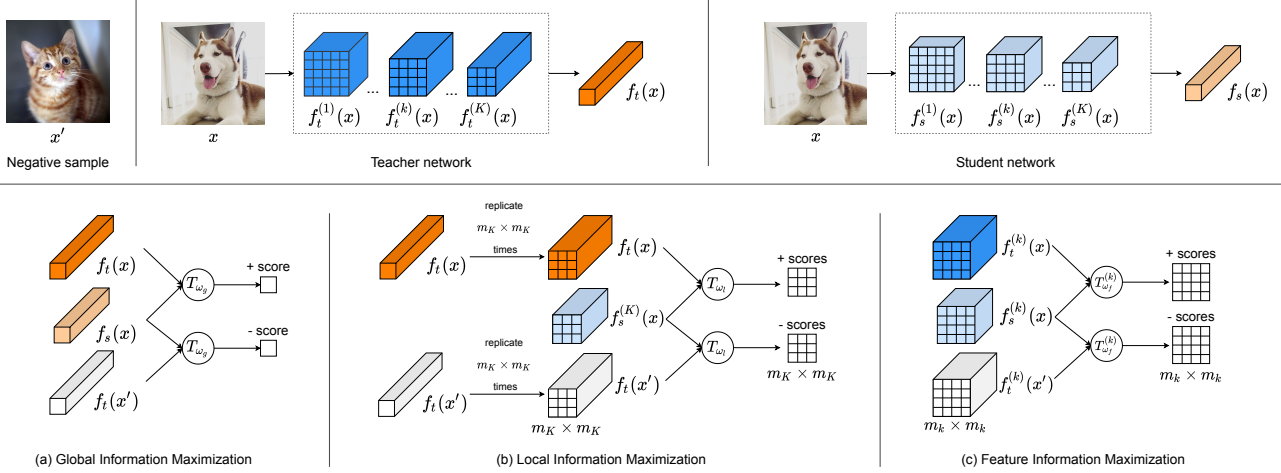 x′
Negative sample
x
f_t^{(1)}(x)
...
f_t^{(k)}(x)
...
f_t^{(K)}(x)
f_t(x)
Teacher network
x
f_s^{(1)}(x)
...
f_s^{(k)}(x)
...
f_s^{(K)}(x)
f_s(x)
Student network
f_t(x)
T_{ω_g}
+ score
f_s(x)
T_{ω_g}
- score
f_t(x′)
(a) Global Information Maximization
f_t(x)
replicate
m_K × m_K
times
f_t(x)
T_{ω_l}
+ scores
f_s^{(K)}(x)
T_{ω_l}
- scores
m_K × m_K
f_t(x′)
replicate
m_K × m_K
times
f_t(x′)
m_K × m_K
(b) Local Information Maximization
f_t^{(k)}(x)
T_{ω_f}^{(k)}
+ scores
f_s^{(k)}(x)
T_{ω_f}^{(k)}
- scores
m_k × m_k
f_t^{(k)}(x′)
m_k × m_k
(c) Feature Information Maximization